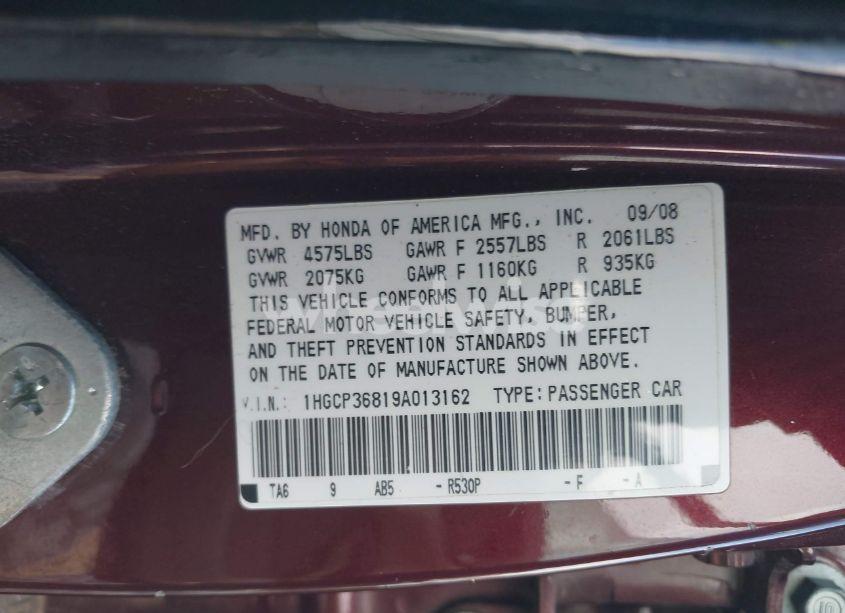 MFD. BY HONDA OF AMERICA MFG., INC. 09/08
GVWR 4575LBS GAWR F 2557LBS R 2061LBS
GVWR 2075KG GAWR F 1160KG R 935KG
THIS VEHICLE CONFORMS TO ALL APPLICABLE
FEDERAL MOTOR VEHICLE SAFETY, BUMPER,
AND THEFT PREVENTION STANDARDS IN EFFECT
ON THE DATE OF MANUFACTURE SHOWN ABOVE.
V.I.N.: 1HGCP36819A013162 TYPE:PASSENGER CAR
TA6 9 AB5 - R530P - F - A